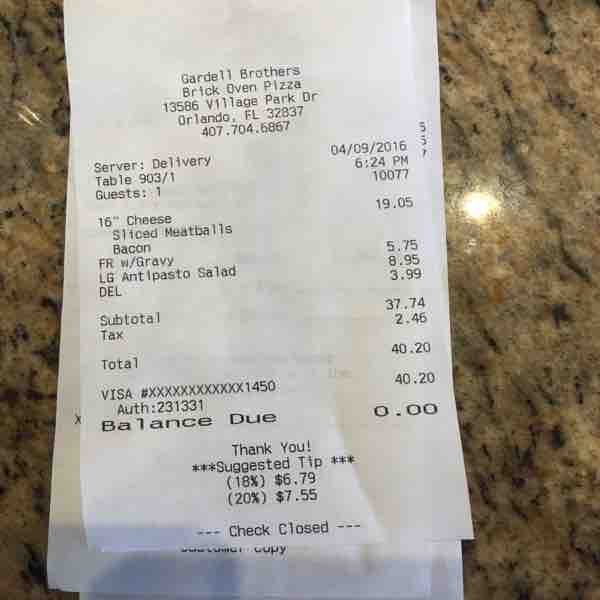 Gardell Brothers
Brick Oven Pizza
13586 Village Park Dr
Orlando, FL 32837
407.704.6867
Server: Delivery 04/09/2016
Table 903/1 6:24 PM
Guests: 1 10077
16" Cheese 19.05
Sliced Meatballs
Bacon
FR w/Gravy 5.75
LG Antipasto Salad 8.95
DEL 3.99
Subtotal 37.74
Tax 2.46
Total 40.20
VISA #XXXXXXXXXXXX1450 40.20
Auth:231331
Balance Due 0.00
Thank You!
***Suggested Tip ***
(18%) $6.79
(20%) $7.55
--- Check Closed ---
Customer Copy